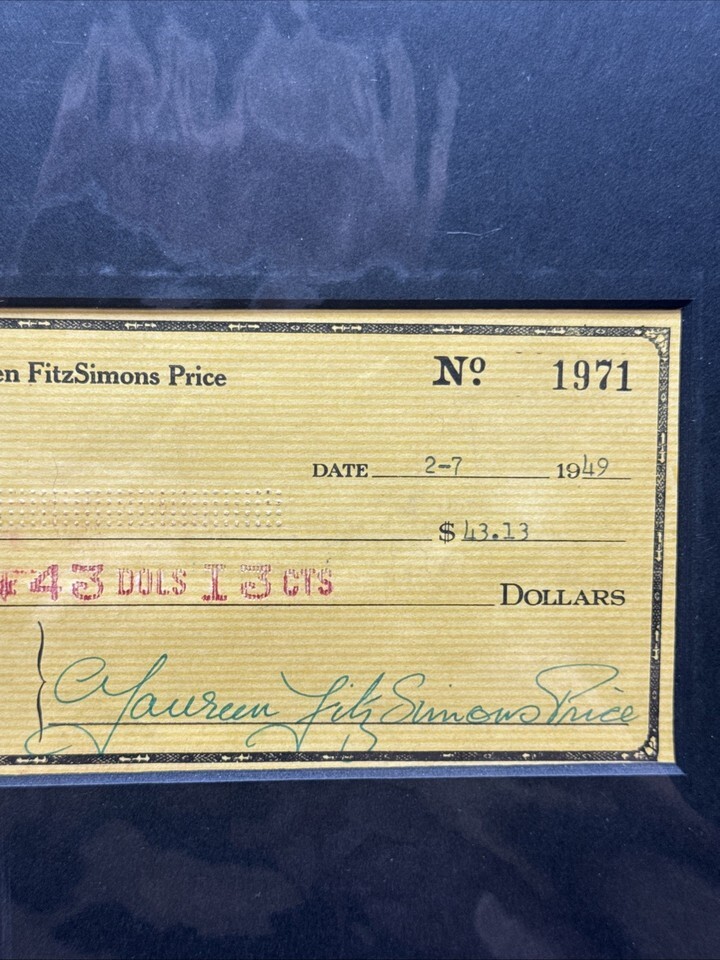 en FitzSimons Price
Nº 1971
DATE 2-7 1949
$ 43.13
43 DOLS 13 CTS
DOLLARS
Maureen FitzSimons Price